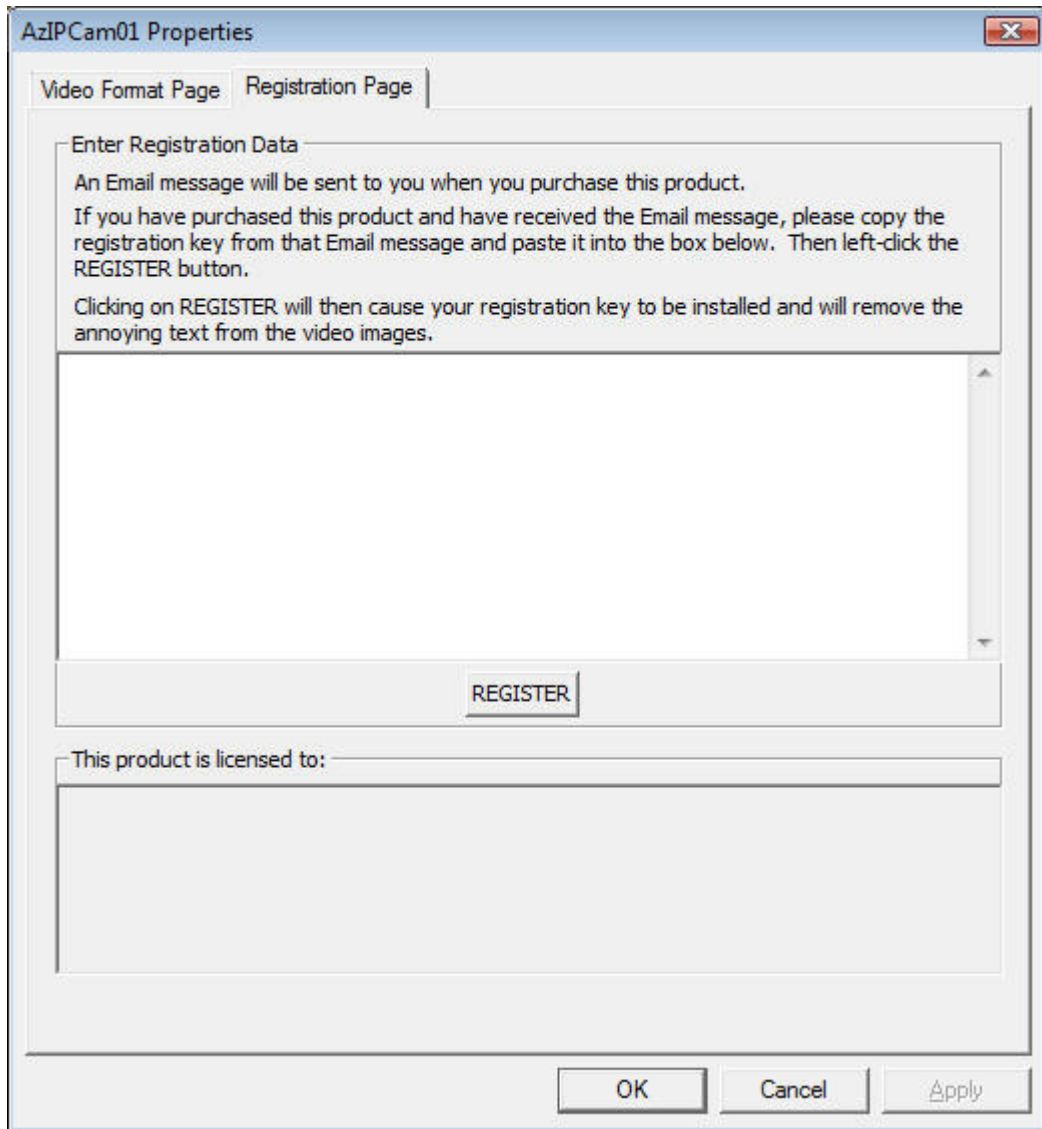 AzIPCam01 Properties
Video Format Page
Registration Page
Enter Registration Data
An Email message will be sent to you when you purchase this product.
If you have purchased this product and have received the Email message, please copy the
registration key from that Email message and paste it into the box below.  Then left-click the
REGISTER button.
Clicking on REGISTER will then cause your registration key to be installed and will remove the
annoying text from the video images.
REGISTER
This product is licensed to:
OK
Cancel
Apply